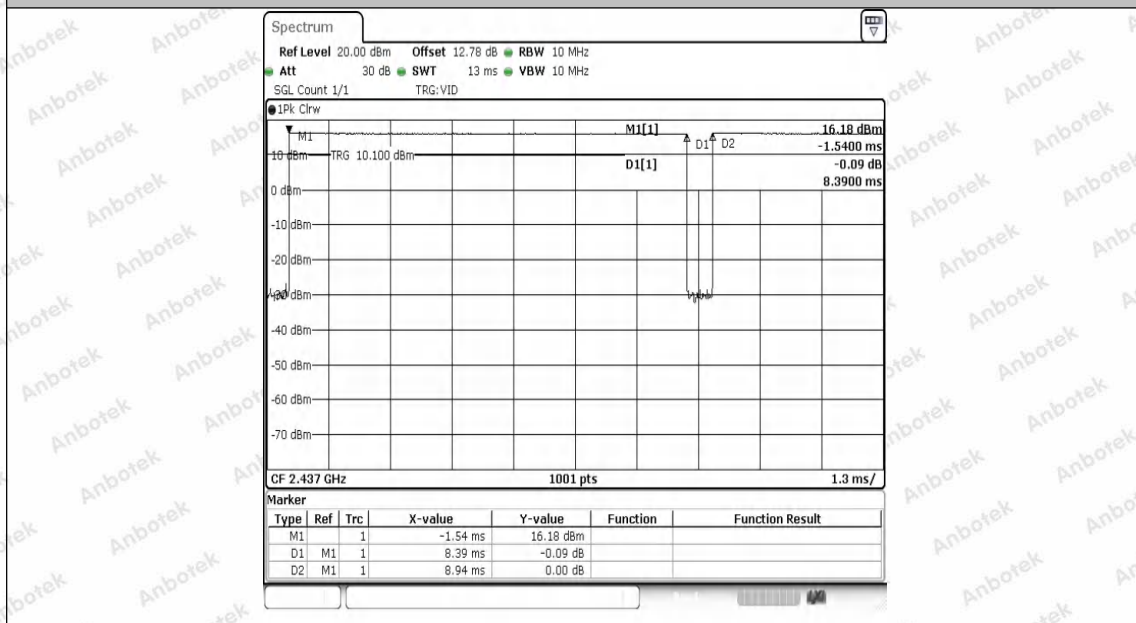 Spectrum
Ref Level 20.00 dBm Offset 12.78 dB RBW 10 MHz
Att 30 dB SWT 13 ms VBW 10 MHz
SGL Count 1/1 TRG:VID
1Pk Clrw
M1 M1[1] 16.18 dBm
D1 D2 -1.5400 ms
10 dBm TRG 10.100 dBm D1[1] -0.09 dB
8.3900 ms
0 dBm
-10 dBm
-20 dBm
-30 dBm
-40 dBm
-50 dBm
-60 dBm
-70 dBm
CF 2.437 GHz 1001 pts 1.3 ms/
Marker
Type Ref Trc X-value Y-value Function Function Result
M1 1 -1.54 ms 16.18 dBm
D1 M1 1 8.39 ms -0.09 dB
D2 M1 1 8.94 ms 0.00 dB
Anbotek